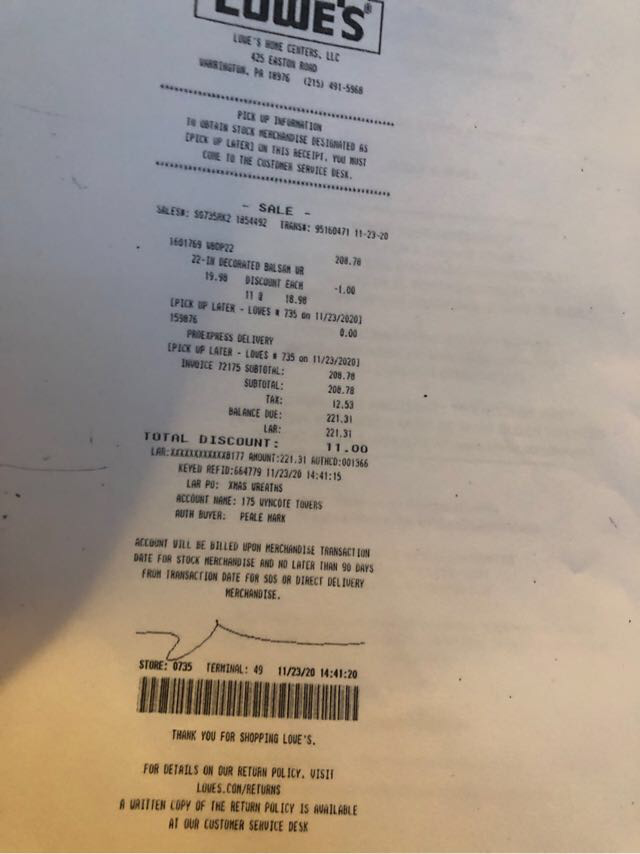 LOWE'S®
LOWE'S HOME CENTERS, LLC
425 EASTON ROAD
WARRINGTON, PA 18976 (215) 491-5968
PICK UP INFORMATION
TO OBTAIN STOCK MERCHANDISE DESIGNATED AS
[PICK UP LATER] ON THIS RECEIPT, YOU MUST
COME TO THE CUSTOMER SERVICE DESK.
- SALE -
SALES#: SO735RK2 1854492 TRANS#: 95160471 11-23-20
1601769 WBDP22 208.78
22-IN DECORATED BALSAM WR
19.98 DISCOUNT EACH -1.00
11 @ 18.98
[PICK UP LATER - LOWES # 735 on 11/23/2020]
159876 0.00
PROEXPRESS DELIVERY
[PICK UP LATER - LOWES # 735 on 11/23/2020]
INVOICE 72175 SUBTOTAL: 208.78
SUBTOTAL: 208.78
TAX: 12.53
BALANCE DUE: 221.31
LAR: 221.31
TOTAL DISCOUNT: 11.00
LAR:XXXXXXXXXXXX8177 AMOUNT:221.31 AUTHCD:001366
KEYED REFID:664779 11/23/20 14:41:15
LAR PO: XMAS WREATHS
ACCOUNT NAME: 175 WYNCOTE TOWERS
AUTH BUYER: PEALE MARK
ACCOUNT WILL BE BILLED UPON MERCHANDISE TRANSACTION
DATE FOR STOCK MERCHANDISE AND NO LATER THAN 90 DAYS
FROM TRANSACTION DATE FOR SOS OR DIRECT DELIVERY
MERCHANDISE.
STORE: 0735 TERMINAL: 49 11/23/20 14:41:20
THANK YOU FOR SHOPPING LOWE'S.
FOR DETAILS ON OUR RETURN POLICY, VISIT
LOWES.COM/RETURNS
A WRITTEN COPY OF THE RETURN POLICY IS AVAILABLE
AT OUR CUSTOMER SERVICE DESK